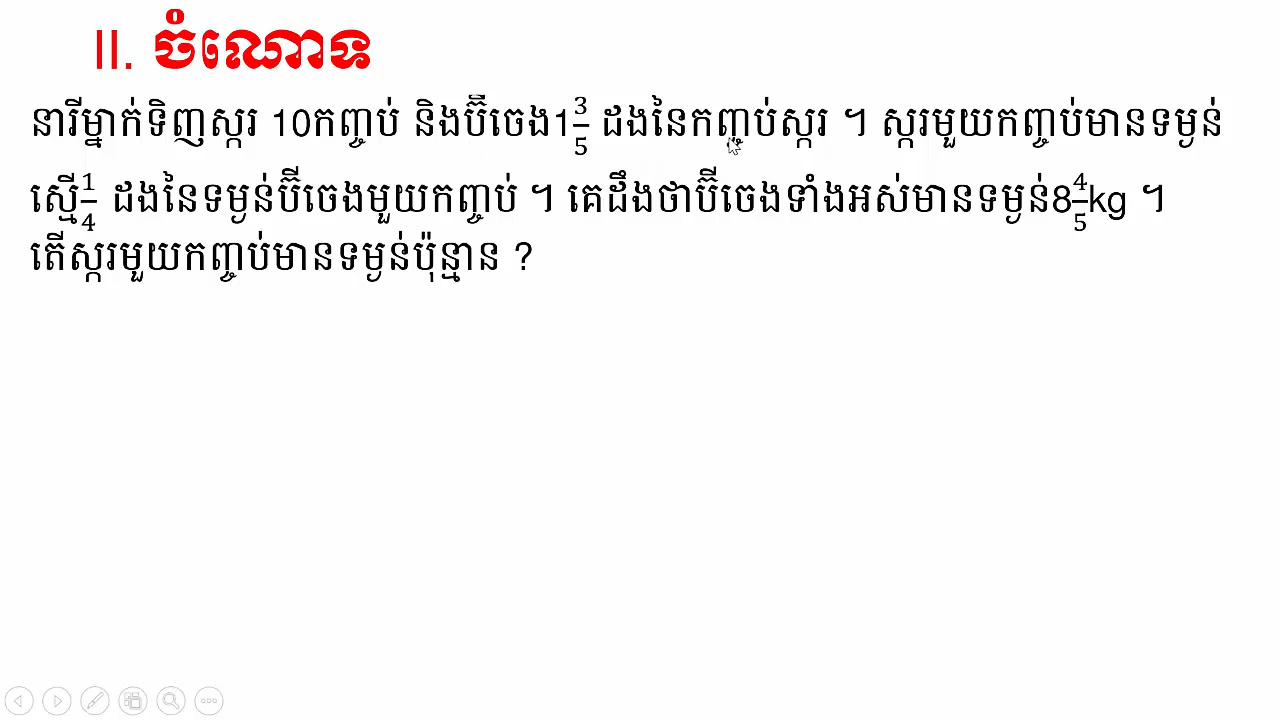 II. ចំណោទ
នារីម្នាក់ទិញស្ករ 10កញ្ចប់ និងប៊ីចេង1 3/5 ដងនៃកញ្ចប់ស្ករ ។ ស្ករមួយកញ្ចប់មានទម្ងន់
ស្មើ 1/4 ដងនៃទម្ងន់ប៊ីចេងមួយកញ្ចប់ ។ គេដឹងថាប៊ីចេងទាំងអស់មានទម្ងន់8 4/5 kg ។
តើស្ករមួយកញ្ចប់មានទម្ងន់ប៉ុន្មាន ?